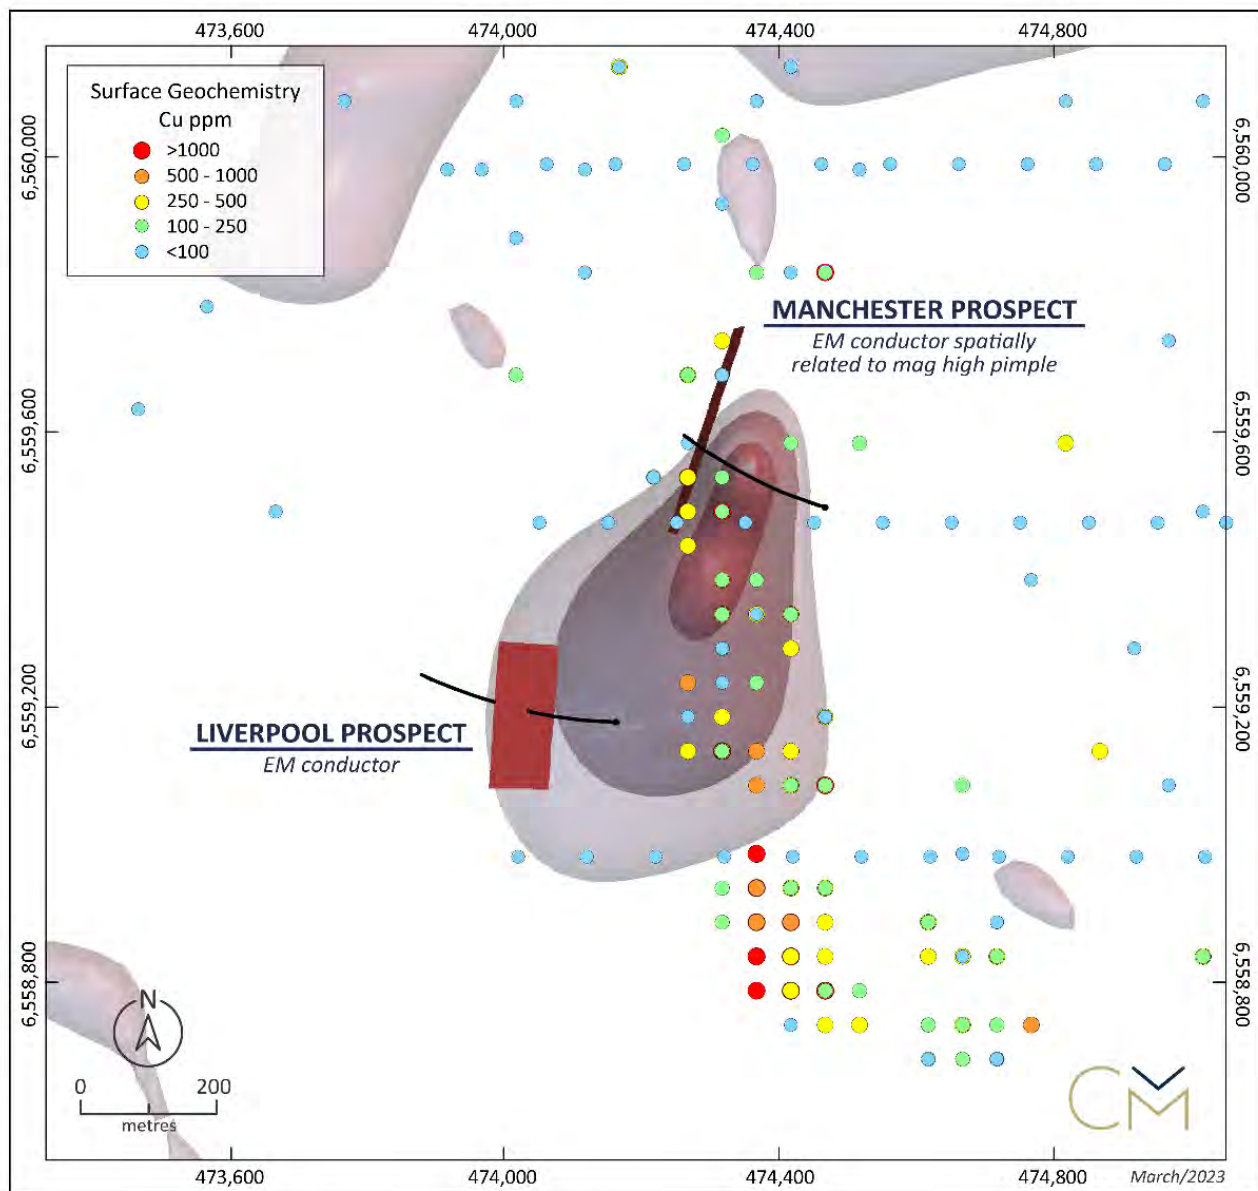 473,600
474,000
474,400
474,800
Surface Geochemistry
Cu ppm
>1000
500 - 1000
250 - 500
100 - 250
<100
6,560,000
6,560,000
MANCHESTER PROSPECT
EM conductor spatially
related to mag high pimple
6,559,600
6,559,600
6,559,200
6,559,200
LIVERPOOL PROSPECT
EM conductor
6,558,800
6,558,800
N
0 200
metres
CM
473,600
474,000
474,400
474,800
March/2023